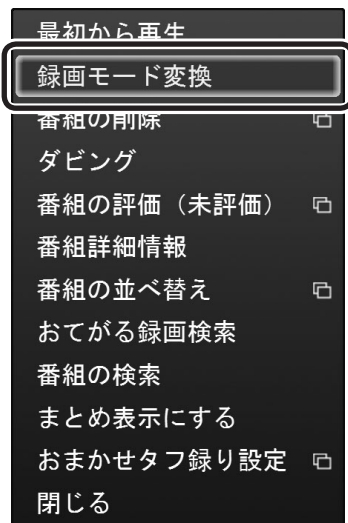 最初から再生
録画モード変換
番組の削除
ダビング
番組の評価（未評価）
番組詳細情報
番組の並べ替え
おてがる録画検索
番組の検索
まとめ表示にする
おまかせタフ録り設定
閉じる